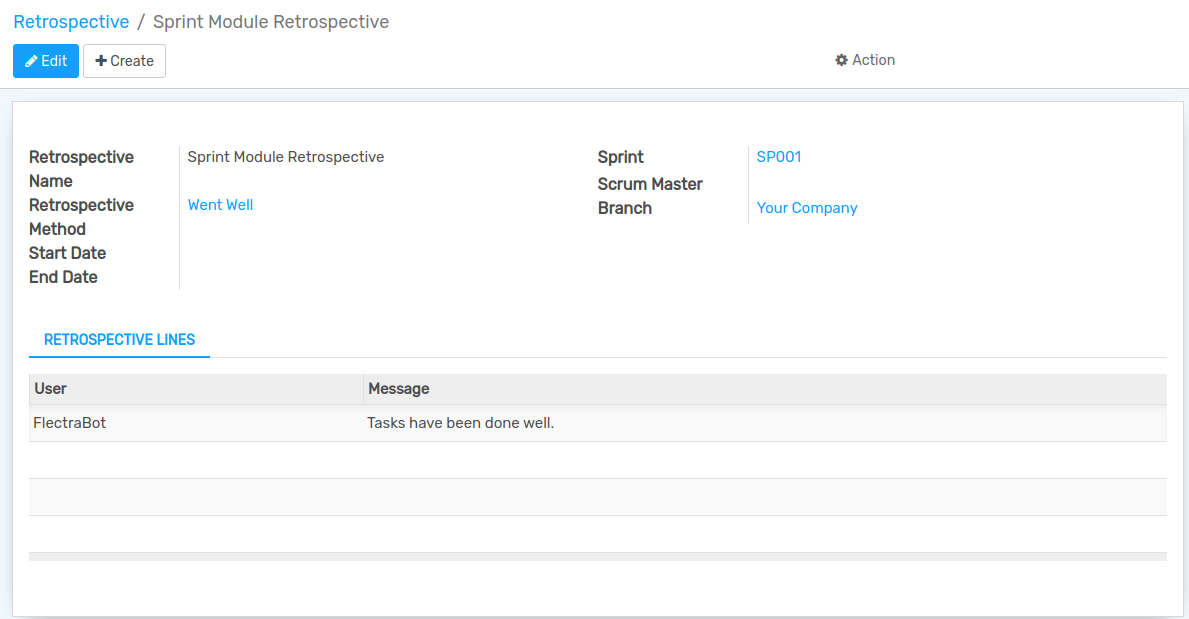 Retrospective / Sprint Module Retrospective
Edit Create Action
Retrospective Name Sprint Module Retrospective
Retrospective Method Went Well
Start Date
End Date
Sprint SP001
Scrum Master
Branch Your Company
RETROSPECTIVE LINES
User Message
FlectraBot Tasks have been done well.